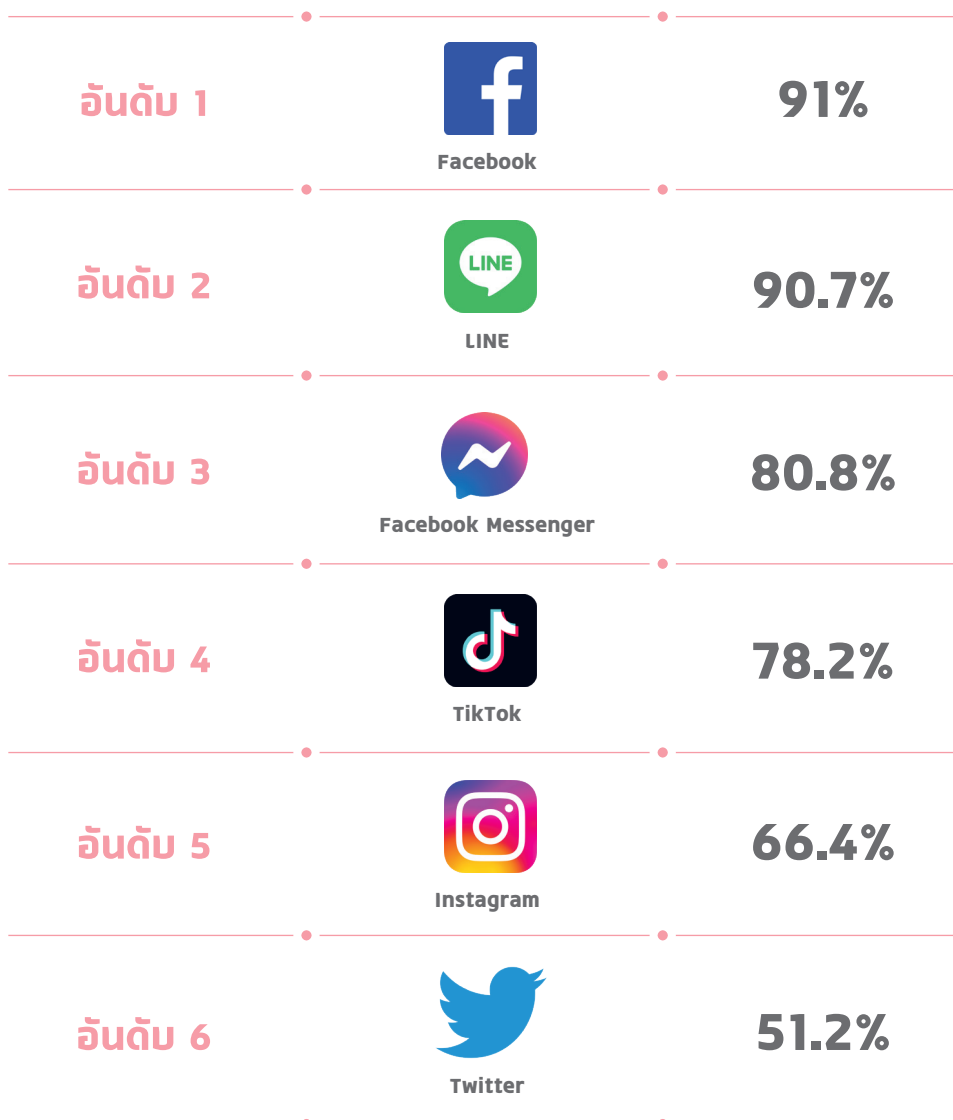 อันดับ 1
Facebook
91%
อันดับ 2
LINE
LINE
90.7%
อันดับ 3
Facebook Messenger
80.8%
อันดับ 4
TikTok
78.2%
อันดับ 5
Instagram
66.4%
อันดับ 6
Twitter
51.2%